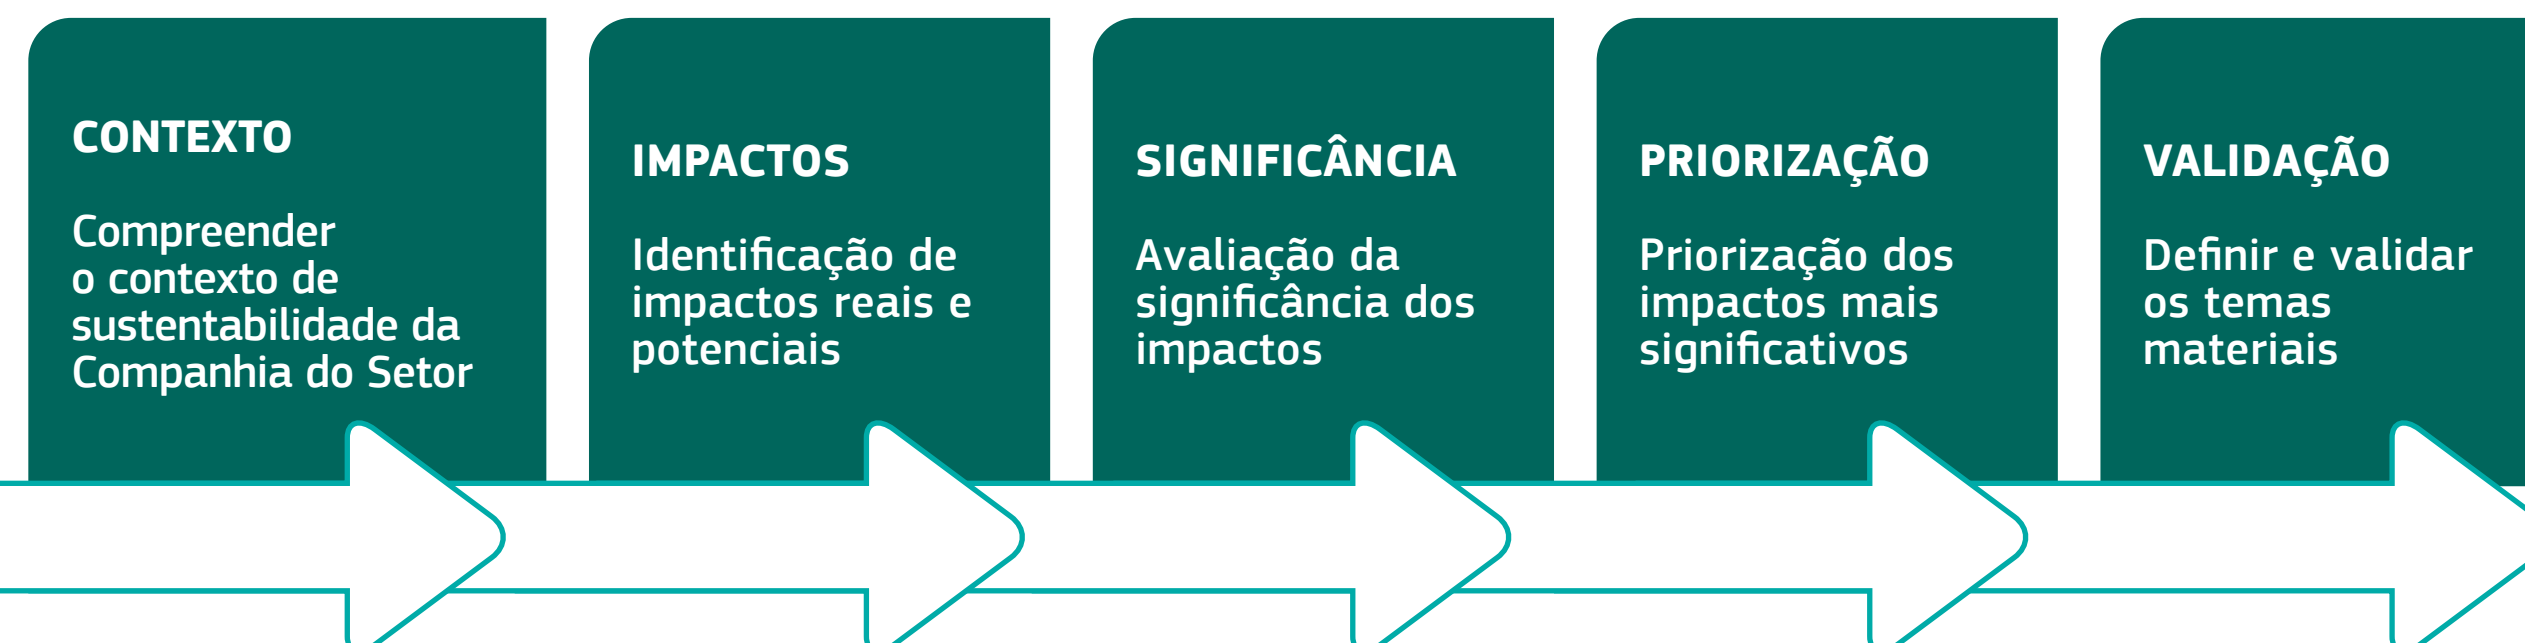 CONTEXTO
Compreender
o contexto de
sustentabilidade da
Companhia do Setor
IMPACTOS
Identificação de
impactos reais e
potenciais
SIGNIFICÂNCIA
Avaliação da
significância dos
impactos
PRIORIZAÇÃO
Priorização dos
impactos mais
significativos
VALIDAÇÃO
Definir e validar
os temas
materiais